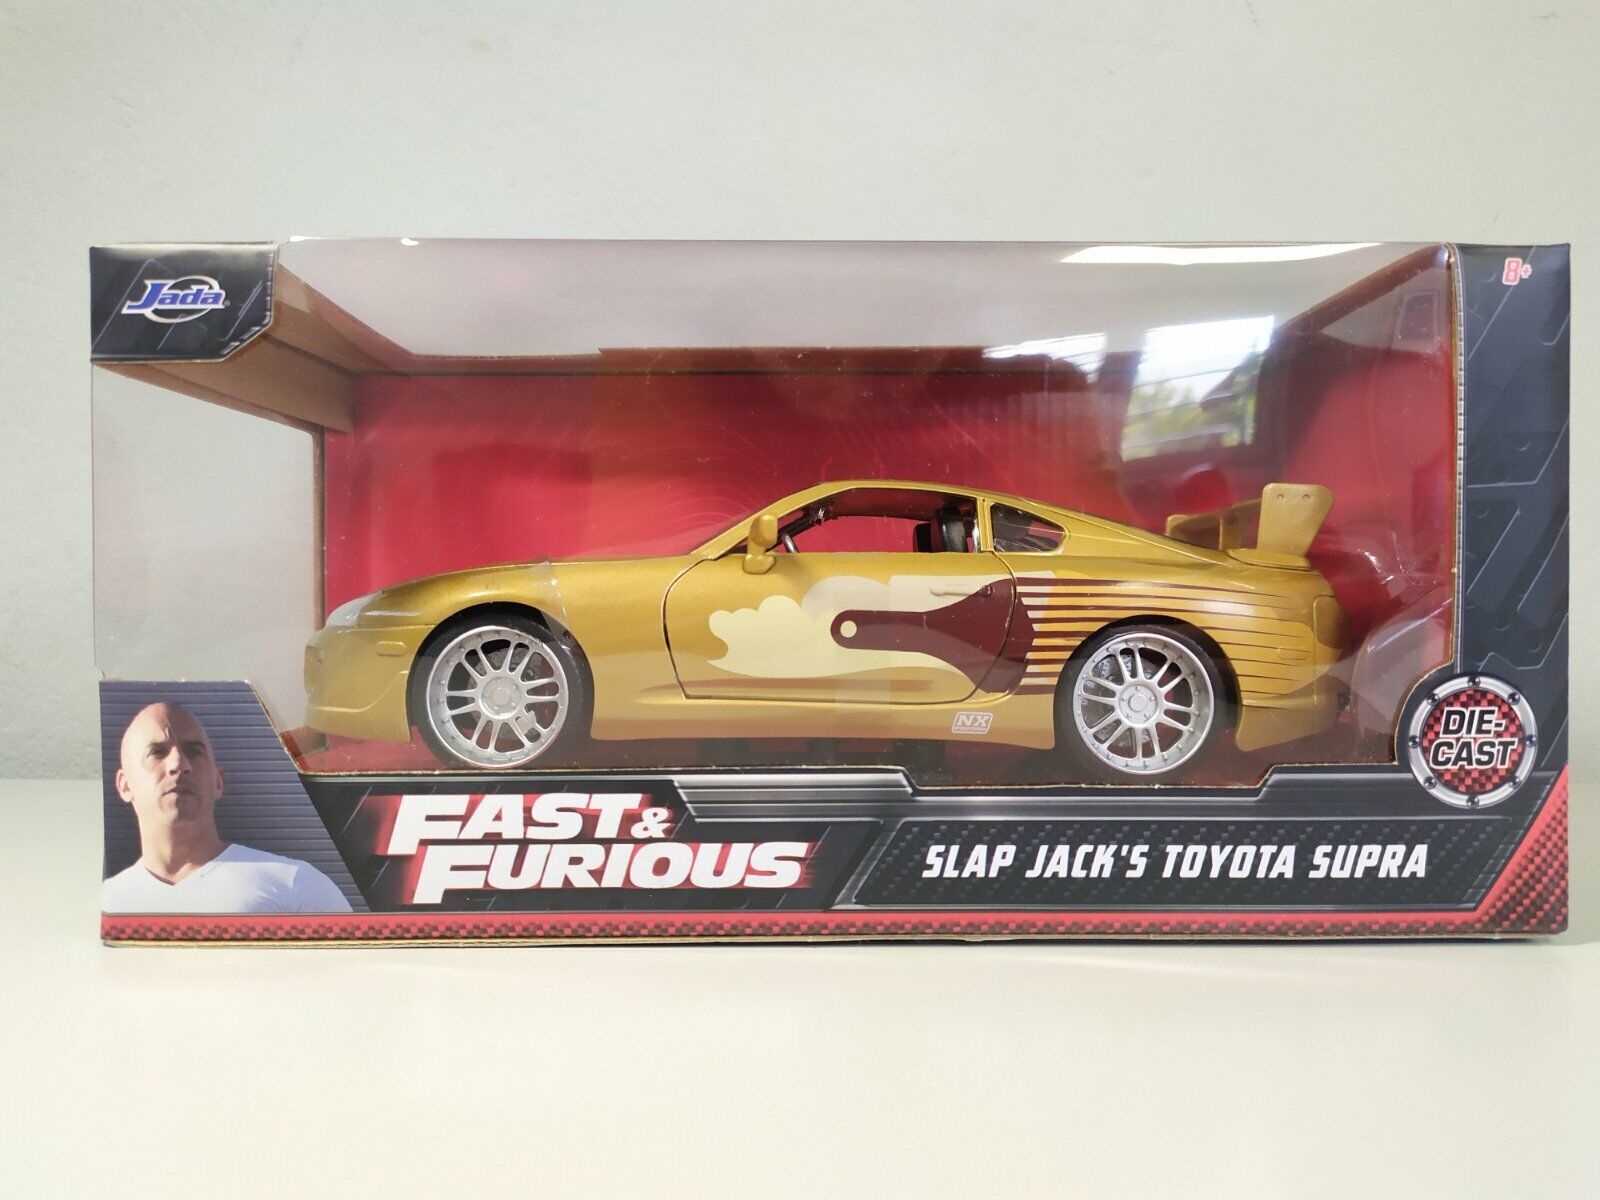 Jada
8+
NX
DIE-
CAST
FAST &
FURIOUS
SLAP JACK'S TOYOTA SUPRA